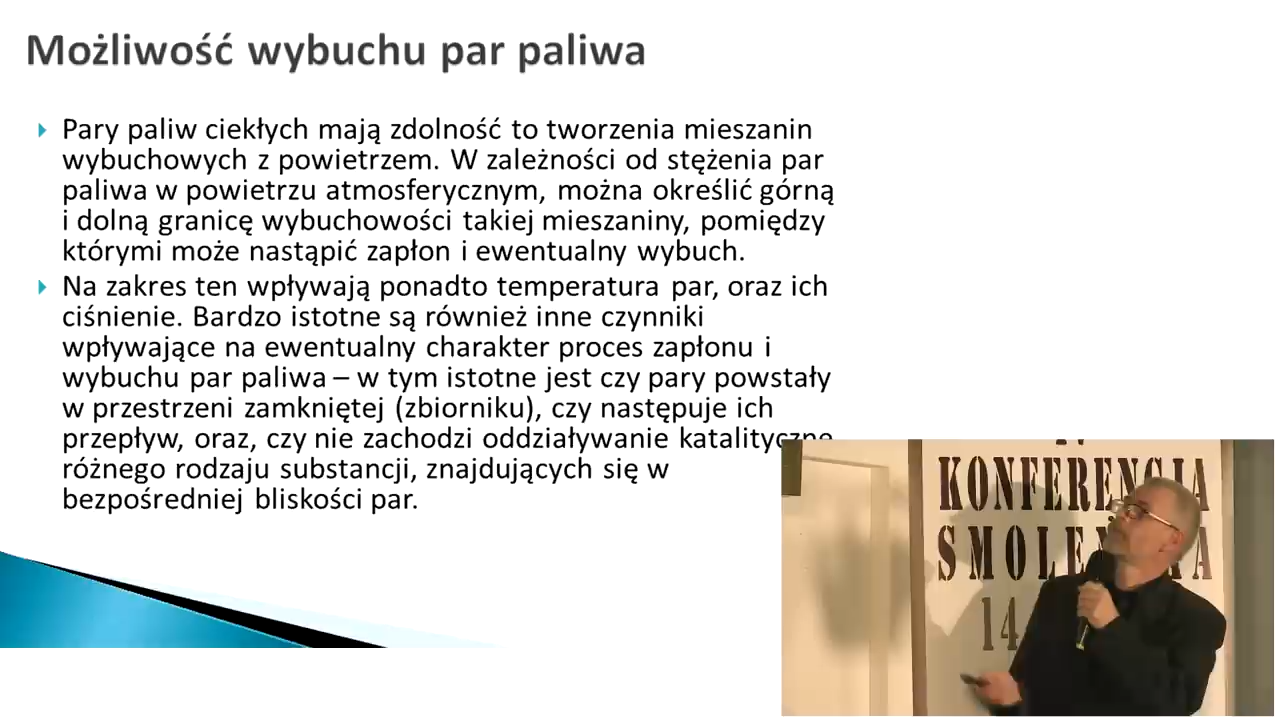 Możliwość wybuchu par paliwa
Pary paliw ciekłych mają zdolność to tworzenia mieszanin
wybuchowych z powietrzem. W zależności od stężenia par
paliwa w powietrzu atmosferycznym, można określić górną
i dolną granicę wybuchowości takiej mieszaniny, pomiędzy
którymi może nastąpić zapłon i ewentualny wybuch.
Na zakres ten wpływają ponadto temperatura par, oraz ich
ciśnienie. Bardzo istotne są również inne czynniki
wpływające na ewentualny charakter proces zapłonu i
wybuchu par paliwa – w tym istotne jest czy pary powstały
w przestrzeni zamkniętej (zbiorniku), czy następuje ich
przepływ, oraz, czy nie zachodzi oddziaływanie katalityczne
różnego rodzaju substancji, znajdujących się w
bezpośredniej bliskości par.
KONFERENCJA
SMOLEŃSKA
14